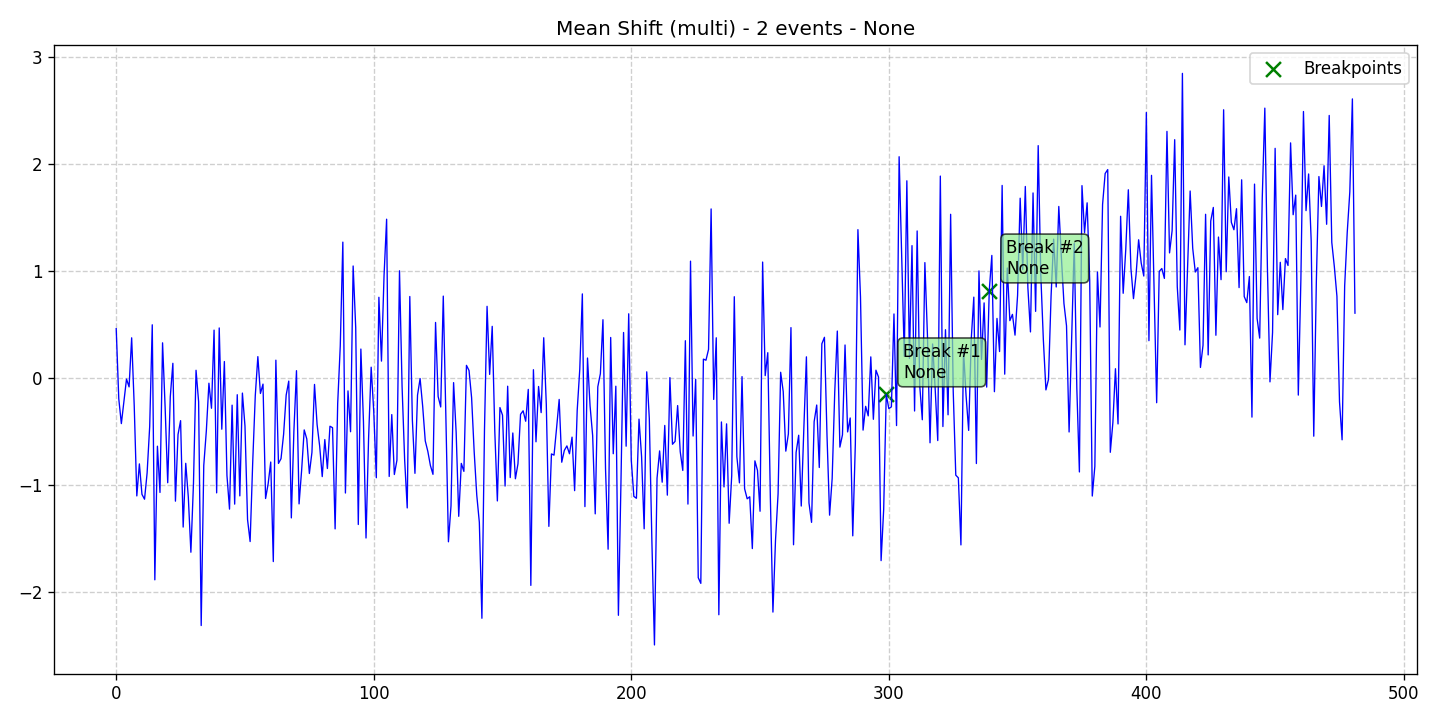 Mean Shift (multi) - 2 events - None
Breakpoints
3
2
1
0
−1
−2
Break #2
None
Break #1
None
0
100
200
300
400
500